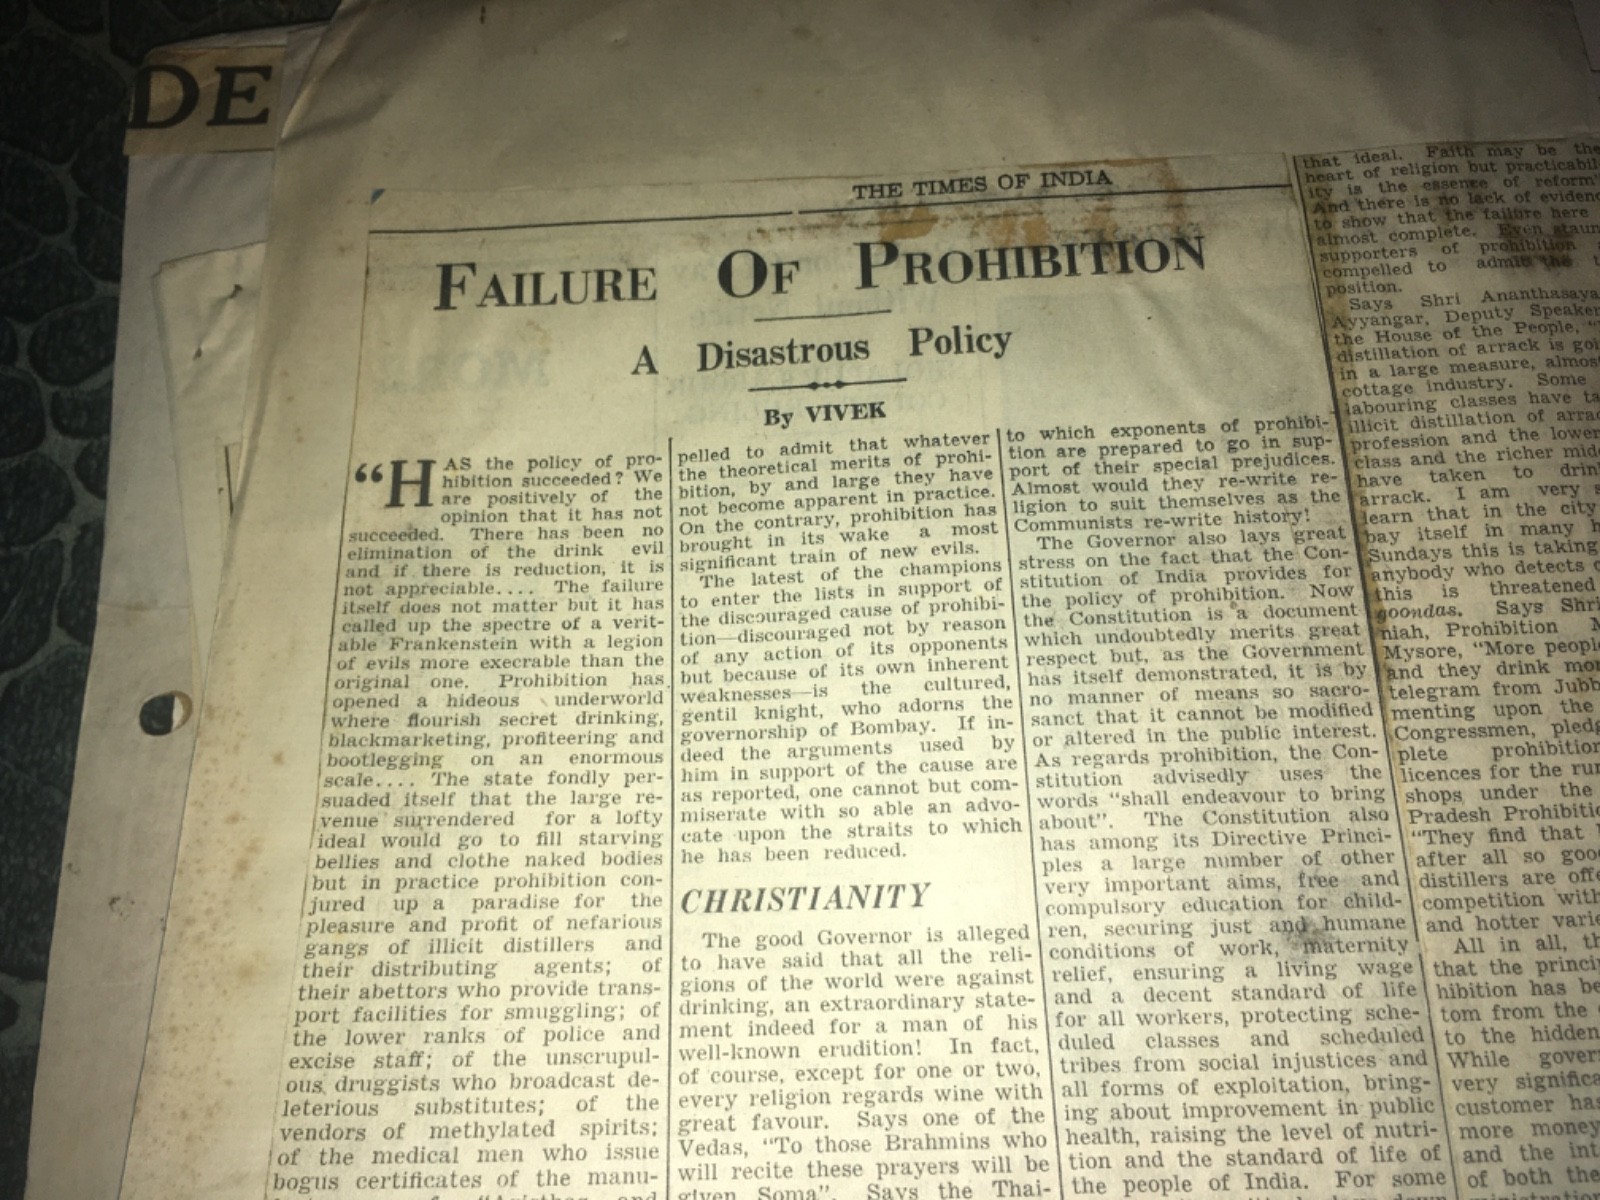 DE
THE TIMES OF INDIA
FAILURE OF PROHIBITION
A Disastrous Policy
By VIVEK
“HAS the policy of pro-
hibition succeeded? We
are positively of the
opinion that it has not
succeeded. There has been no
elimination of the drink evil
and if there is reduction, it is
not appreciable.... The failure
itself does not matter but it has
called up the spectre of a verit-
able Frankenstein with a legion
of evils more execrable than the
original one. Prohibition has
opened a hideous underworld
where flourish secret drinking,
blackmarketing, profiteering and
bootlegging on an enormous
scale.... The state fondly per-
suaded itself that the large re-
venue surrendered for a lofty
ideal would go to fill starving
bellies and clothe naked bodies
but in practice prohibition con-
jured up a paradise for the
pleasure and profit of nefarious
gangs of illicit distillers and
their distributing agents; of
their abettors who provide trans-
port facilities for smuggling; of
the lower ranks of police and
excise staff; of the unscrupul-
ous druggists who broadcast de-
leterious substitutes; of the
vendors of methylated spirits;
of the medical men who issue
bogus certificates of the manu-
pelled to admit that whatever
the theoretical merits of prohi-
bition, by and large they have
not become apparent in practice.
On the contrary, prohibition has
brought in its wake a most
significant train of new evils.
The latest of the champions
to enter the lists in support of
the discouraged cause of prohibi-
tion—discouraged not by reason
of any action of its opponents
but because of its own inherent
weaknesses—is the cultured,
gentil knight, who adorns the
governorship of Bombay. If in-
deed the arguments used by
him in support of the cause are
as reported, one cannot but com-
miserate with so able an advo-
cate upon the straits to which
he has been reduced.
CHRISTIANITY
The good Governor is alleged
to have said that all the reli-
gions of the world were against
drinking, an extraordinary state-
ment indeed for a man of his
well-known erudition! In fact,
of course, except for one or two,
every religion regards wine with
great favour. Says one of the
Vedas, “To those Brahmins who
will recite these prayers will be
given Soma”. Says the Thai-
to which exponents of prohibi-
tion are prepared to go in sup-
port of their special prejudices.
Almost would they re-write re-
ligion to suit themselves as the
Communists re-write history!
The Governor also lays great
stress on the fact that the Con-
stitution of India provides for
the policy of prohibition. Now
the Constitution is a document
which undoubtedly merits great
respect but, as the Government
has itself demonstrated, it is by
no manner of means so sacro-
sanct that it cannot be modified
or altered in the public interest.
As regards prohibition, the Con-
stitution advisedly uses the
words “shall endeavour to bring
about”. The Constitution also
has among its Directive Princi-
ples a large number of other
very important aims, free and
compulsory education for child-
ren, securing just and humane
conditions of work, maternity
relief, ensuring a living wage
and a decent standard of life
for all workers, protecting sche-
duled classes and scheduled
tribes from social injustices and
all forms of exploitation, bring-
ing about improvement in public
health, raising the level of nutri-
tion and the standard of life of
the people of India. For some
that ideal. Faith may be the
heart of religion but practicabil
ity is the essence of reform
And there is no lack of evidenc
to show that the failure here
almost complete. Even staun
supporters of prohibition
compelled to admit the
position.
Says Shri Ananthasaya
Ayyangar, Deputy Speaker
the House of the People,
distillation of arrack is goi
in a large measure, almos
cottage industry. Some
labouring classes have ta
illicit distillation of arrac
profession and the lower
class and the richer mid
have taken to drin
arrack. I am very s
learn that in the city
bay itself in many h
Sundays this is taking
anybody who detects
this is threatened
goondas. Says Shri
niah, Prohibition M
Mysore, “More peopl
and they drink mor
telegram from Jubb
menting upon the
Congressmen, pledg
plete prohibition
licences for the rum
shops under the
Pradesh Prohibitio
“They find that
after all so goo
distillers are offe
competition with
and hotter varie
All in all, th
that the princi
hibition has be
tom from the
to the hidden
While gover
very significa
customer has
more money
and the int
of both the